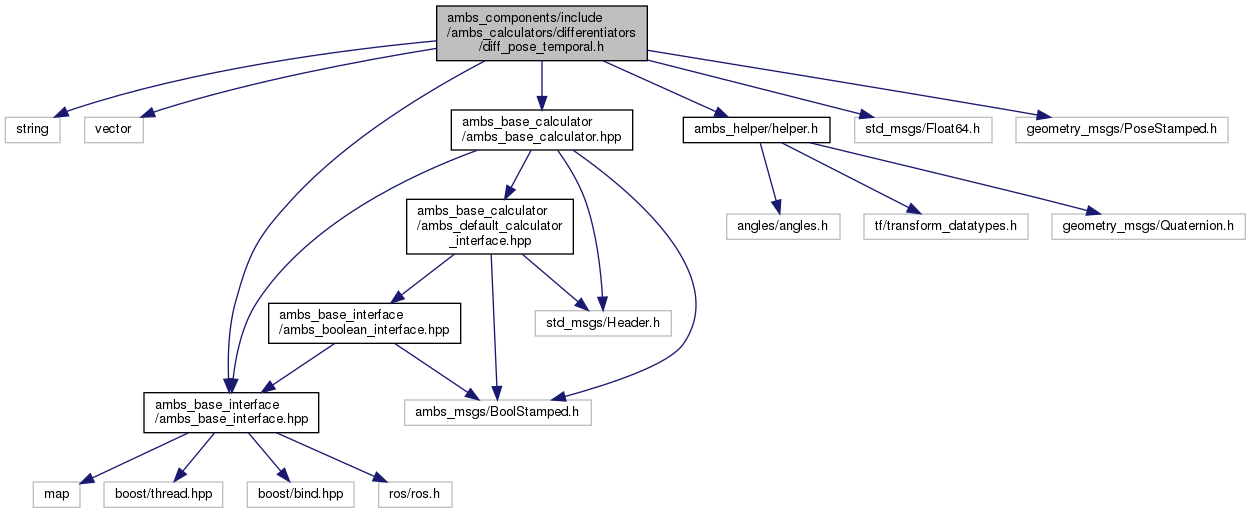 ambs_components/include
/ambs_calculators/differentiators
/diff_pose_temporal.h
string
vector
ambs_base_calculator
/ambs_base_calculator.hpp
ambs_helper/helper.h
std_msgs/Float64.h
geometry_msgs/PoseStamped.h
ambs_base_calculator
/ambs_default_calculator
_interface.hpp
angles/angles.h
tf/transform_datatypes.h
geometry_msgs/Quaternion.h
ambs_base_interface
/ambs_boolean_interface.hpp
std_msgs/Header.h
ambs_base_interface
/ambs_base_interface.hpp
ambs_msgs/BoolStamped.h
map
boost/thread.hpp
boost/bind.hpp
ros/ros.h